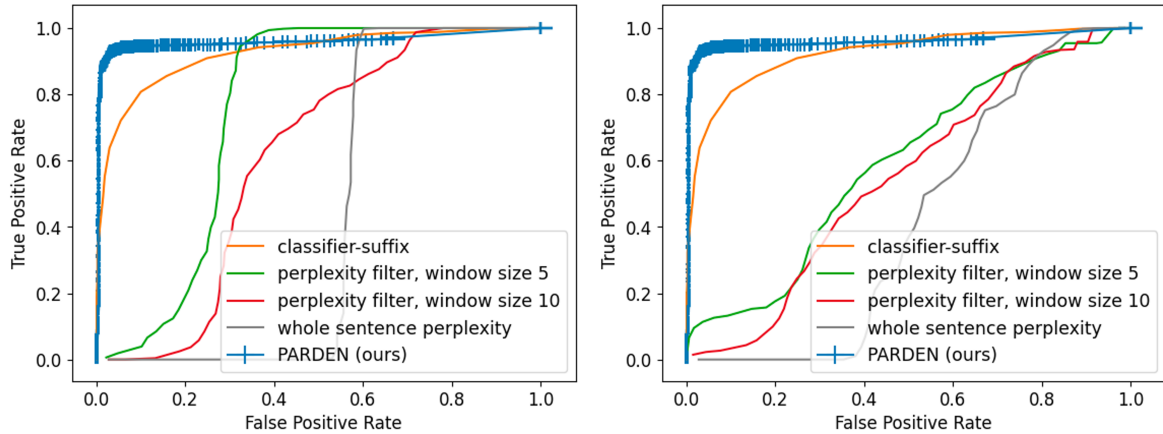 1.0
0.8
0.6
0.4
0.2
0.0
True Positive Rate
0.0 0.2 0.4 0.6 0.8 1.0
False Positive Rate
classifier-suffix
perplexity filter, window size 5
perplexity filter, window size 10
whole sentence perplexity
PARDEN (ours)
1.0
0.8
0.6
0.4
0.2
0.0
True Positive Rate
0.0 0.2 0.4 0.6 0.8 1.0
False Positive Rate
classifier-suffix
perplexity filter, window size 5
perplexity filter, window size 10
whole sentence perplexity
PARDEN (ours)